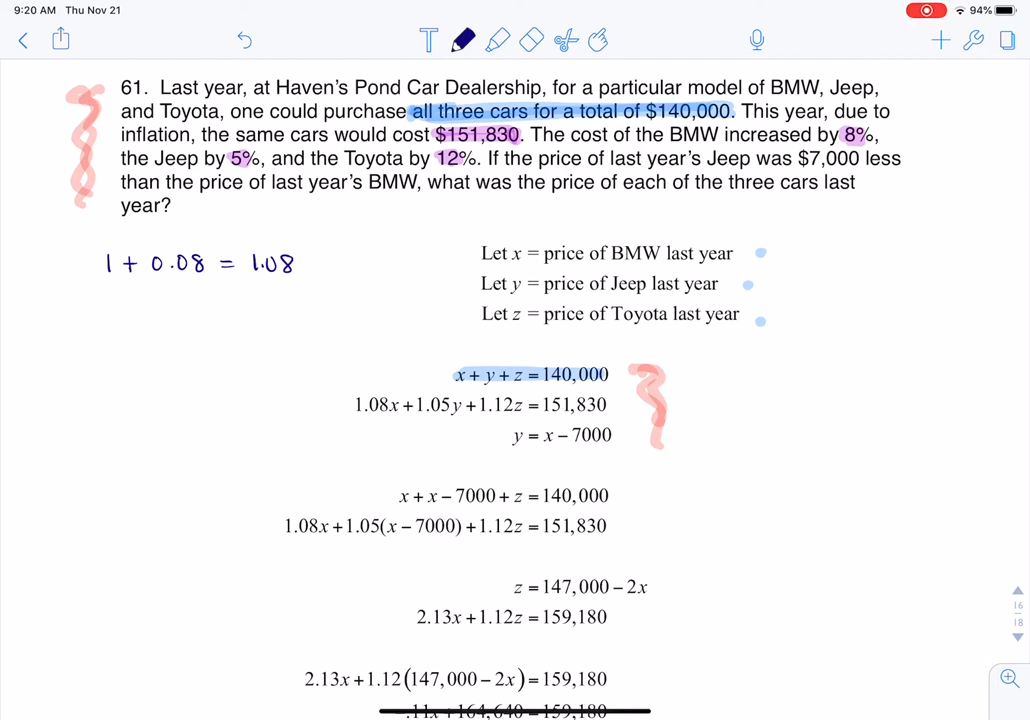 9:20 AM Thu Nov 21
94%
T
61. Last year, at Haven's Pond Car Dealership, for a particular model of BMW, Jeep,
and Toyota, one could purchase all three cars for a total of $140,000. This year, due to
inflation, the same cars would cost $151,830. The cost of the BMW increased by 8%,
the Jeep by 5%, and the Toyota by 12%. If the price of last year's Jeep was $7,000 less
than the price of last year's BMW, what was the price of each of the three cars last
year?
1 + 0.08 = 1.08
Let x = price of BMW last year
Let y = price of Jeep last year
Let z = price of Toyota last year
x + y + z = 140,000
1.08x + 1.05y + 1.12z = 151,830
y = x − 7000
x + x − 7000 + z = 140,000
1.08x + 1.05(x − 7000) + 1.12z = 151,830
z = 147,000 − 2x
2.13x + 1.12z = 159,180
16
18
2.13x + 1.12(147,000 − 2x) = 159,180
.11x + 164,640 = 159,180